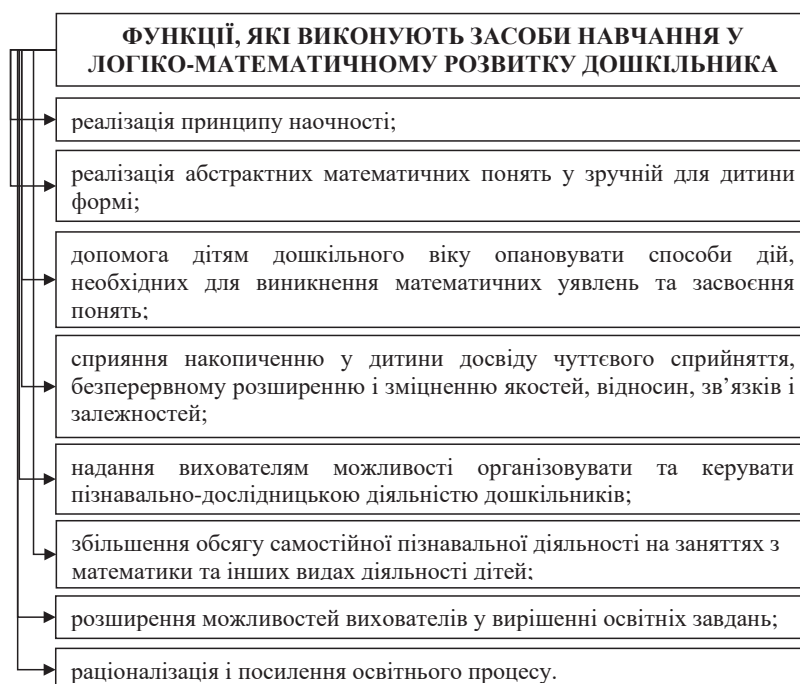 ФУНКЦІЇ, ЯКІ ВИКОНУЮТЬ ЗАСОБИ НАВЧАННЯ У
ЛОГІКО-МАТЕМАТИЧНОМУ РОЗВИТКУ ДОШКІЛЬНИКА
реалізація принципу наочності;
реалізація абстрактних математичних понять у зручній для дитини
формі;
допомога дітям дошкільного віку опановувати способи дій,
необхідних для виникнення математичних уявлень та засвоєння
понять;
сприяння накопиченню у дитини досвіду чуттєвого сприйняття,
безперервному розширенню і зміцненню якостей, відносин, зв’язків і
залежностей;
надання вихователям можливості організовувати та керувати
пізнавально-дослідницькою діяльністю дошкільників;
збільшення обсягу самостійної пізнавальної діяльності на заняттях з
математики та інших видах діяльності дітей;
розширення можливостей вихователів у вирішенні освітніх завдань;
раціоналізація і посилення освітнього процесу.